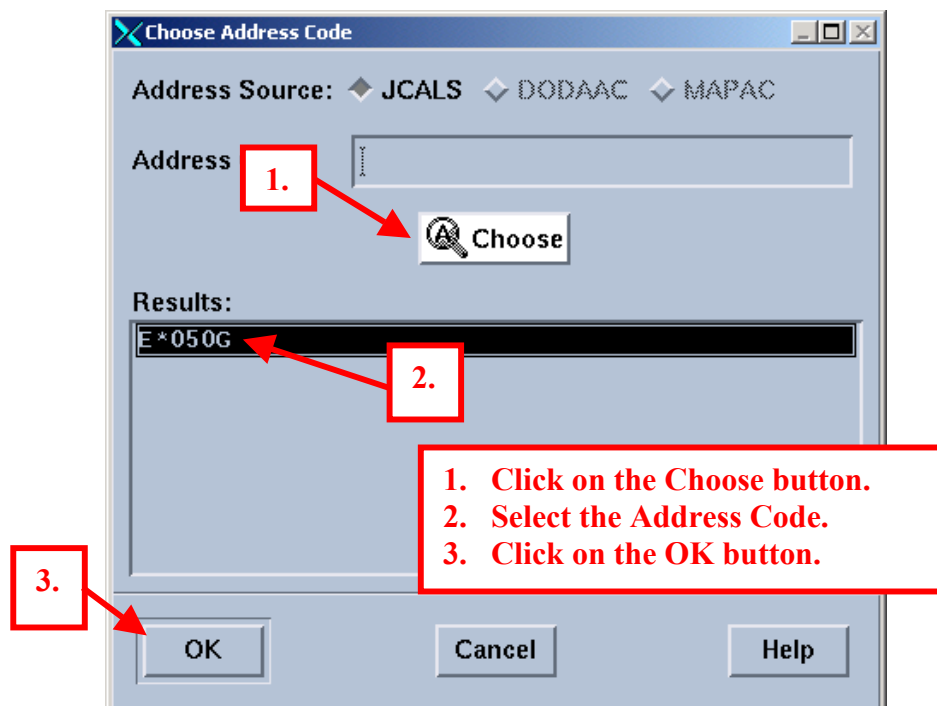 Choose Address Code
Address Source: JCALS DODAAC MAPAC
Address
1.
Choose
Results:
E*050G
2.
1. Click on the Choose button.
2. Select the Address Code.
3. Click on the OK button.
3.
OK Cancel Help